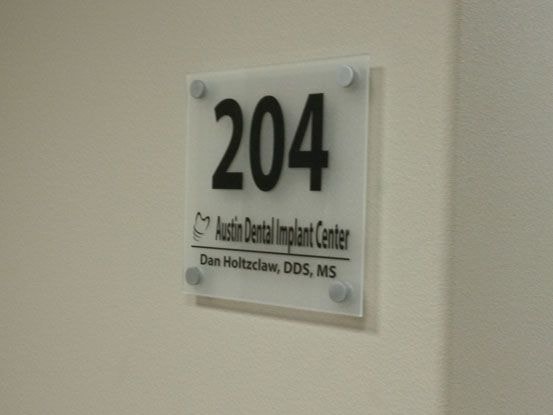 204
Austin Dental Implant Center
Dan Holtzclaw, DDS, MS